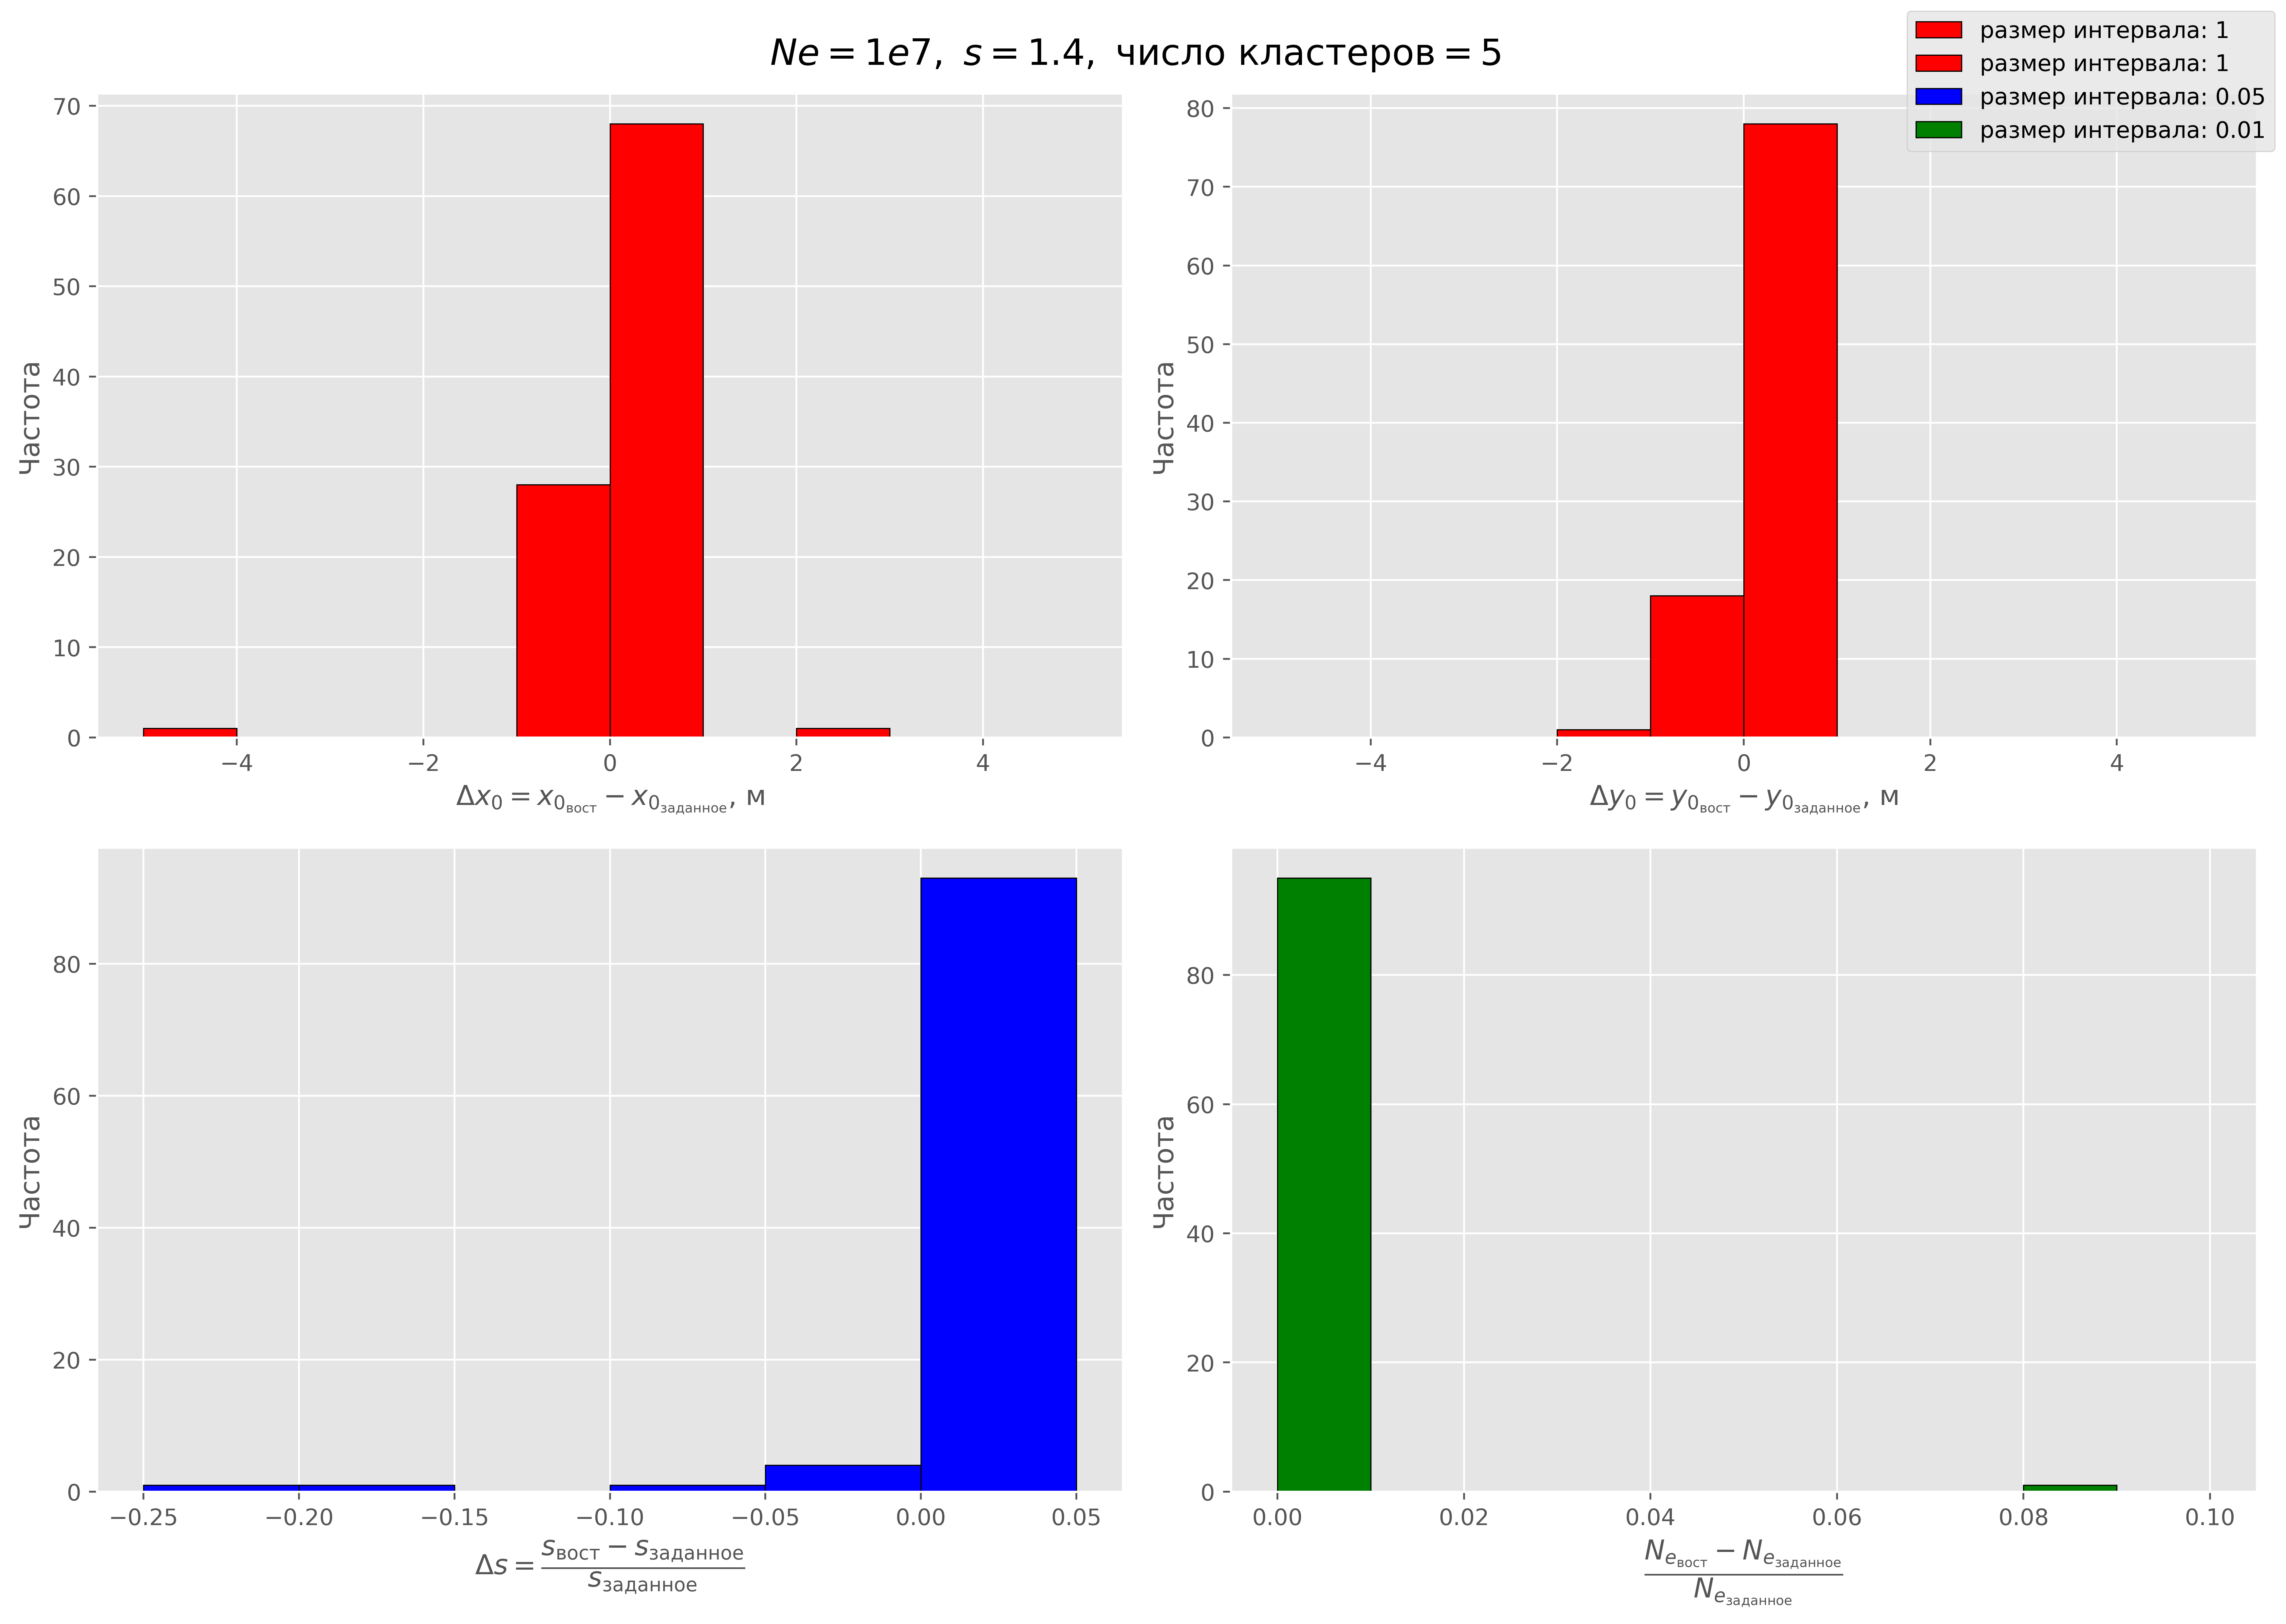 Ne = 1e7, s = 1.4, число кластеров = 5
размер интервала: 1
размер интервала: 1
размер интервала: 0.05
размер интервала: 0.01
70
60
50
40
30
20
10
0
Частота
−4 −2 0 2 4
Δx₀ = x₀вост − x₀заданное, м
80
70
60
50
40
30
20
10
0
Частота
−4 −2 0 2 4
Δy₀ = y₀вост − y₀заданное, м
80
60
40
20
0
Частота
−0.25 −0.20 −0.15 −0.10 −0.05 0.00 0.05
Δs = (sвост − sзаданное) / sзаданное
80
60
40
20
0
Частота
0.00 0.02 0.04 0.06 0.08 0.10
(Neвост − Neзаданное) / Neзаданное